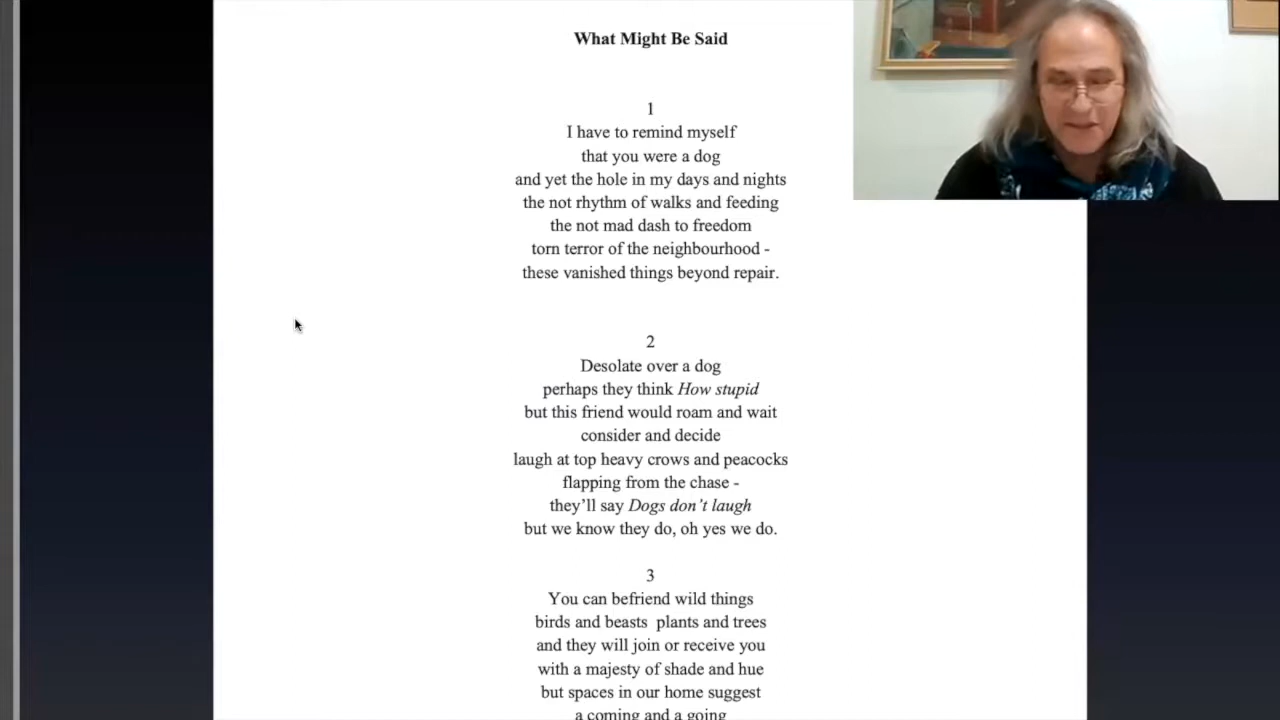 What Might Be Said
1
I have to remind myself
that you were a dog
and yet the hole in my days and nights
the not rhythm of walks and feeding
the not mad dash to freedom
torn terror of the neighbourhood -
these vanished things beyond repair.
2
Desolate over a dog
perhaps they think How stupid
but this friend would roam and wait
consider and decide
laugh at top heavy crows and peacocks
flapping from the chase -
they'll say Dogs don't laugh
but we know they do, oh yes we do.
3
You can befriend wild things
birds and beasts  plants and trees
and they will join or receive you
with a majesty of shade and hue
but spaces in our home suggest
a coming and a going